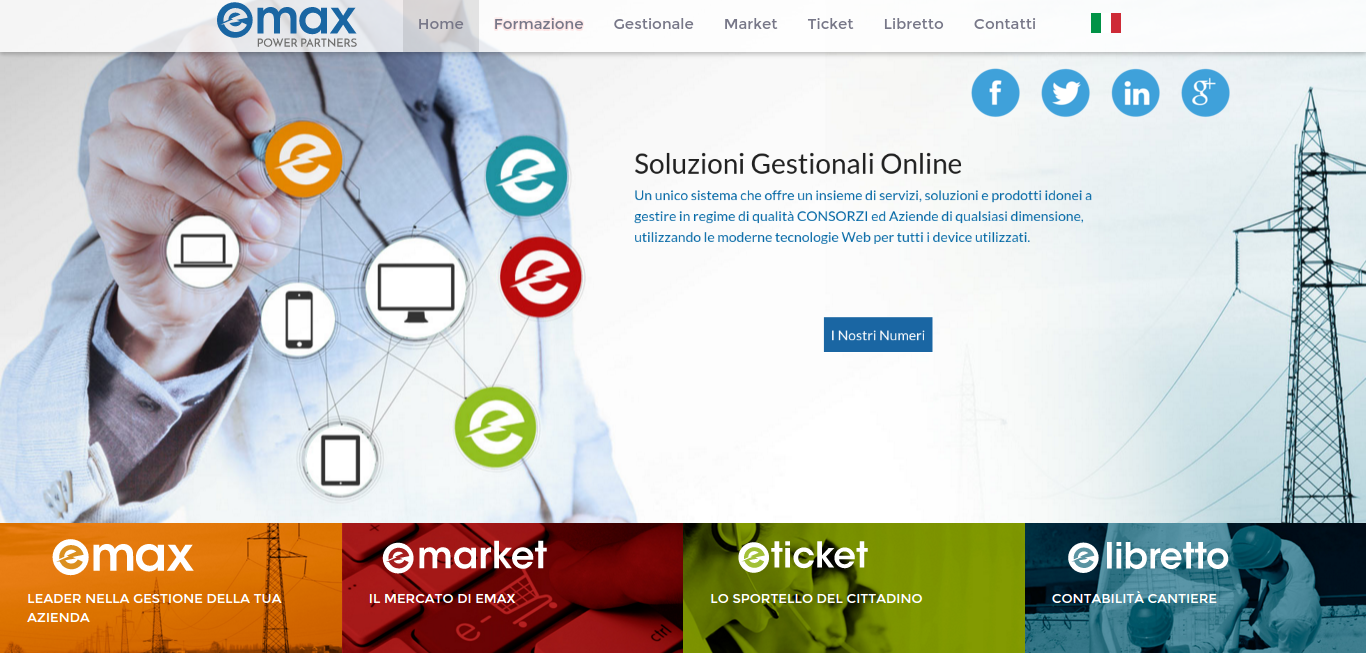 emax
POWER PARTNERS
Home Formazione Gestionale Market Ticket Libretto Contatti
f in g+
Soluzioni Gestionali Online
Un unico sistema che offre un insieme di servizi, soluzioni e prodotti idonei a
gestire in regime di qualità CONSORZI ed Aziende di qualsiasi dimensione,
utilizzando le moderne tecnologie Web per tutti i device utilizzati.
I Nostri Numeri
emax
LEADER NELLA GESTIONE DELLA TUA
AZIENDA
emarket
IL MERCATO DI EMAX
e-
ctrl
eticket
LO SPORTELLO DEL CITTADINO
elibretto
CONTABILITÀ CANTIERE